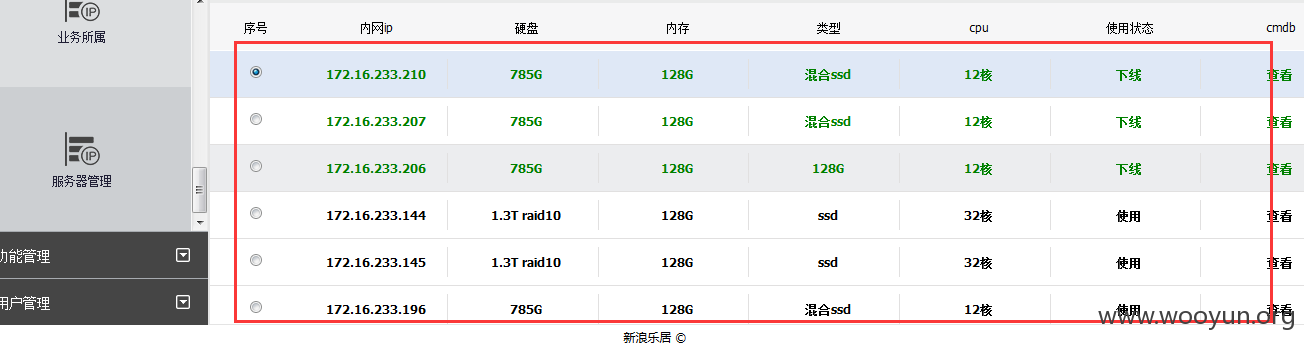 业务所属
服务器管理
功能管理
用户管理
序号 内网ip 硬盘 内存 类型 cpu 使用状态 cmdb
172.16.233.210 785G 128G 混合ssd 12核 下线 查看
172.16.233.207 785G 128G 混合ssd 12核 下线 查看
172.16.233.206 785G 128G 128G 12核 下线 查看
172.16.233.144 1.3T raid10 128G ssd 32核 使用 查看
172.16.233.145 1.3T raid10 128G ssd 32核 使用 查看
172.16.233.196 785G 128G 混合ssd 12核 使用 查看
www.wooyun.org
新浪乐居 ©